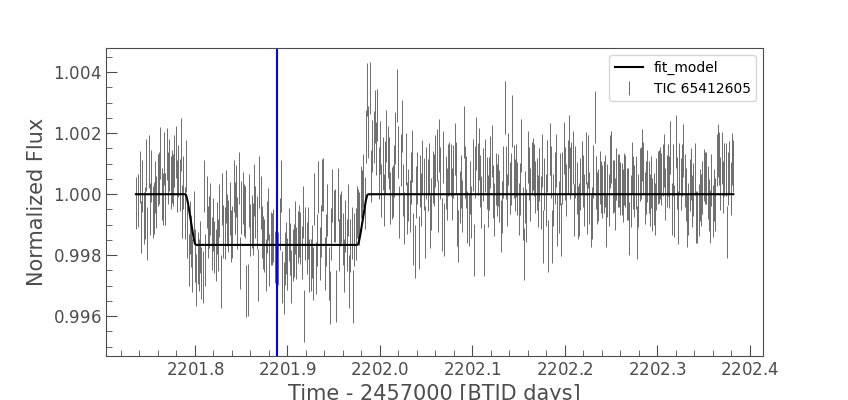 1.004
1.002
1.000
0.998
0.996
Normalized Flux
fit_model
TIC 65412605
2201.8 2201.9 2202.0 2202.1 2202.2 2202.3 2202.4
Time - 2457000 [BTJD days]